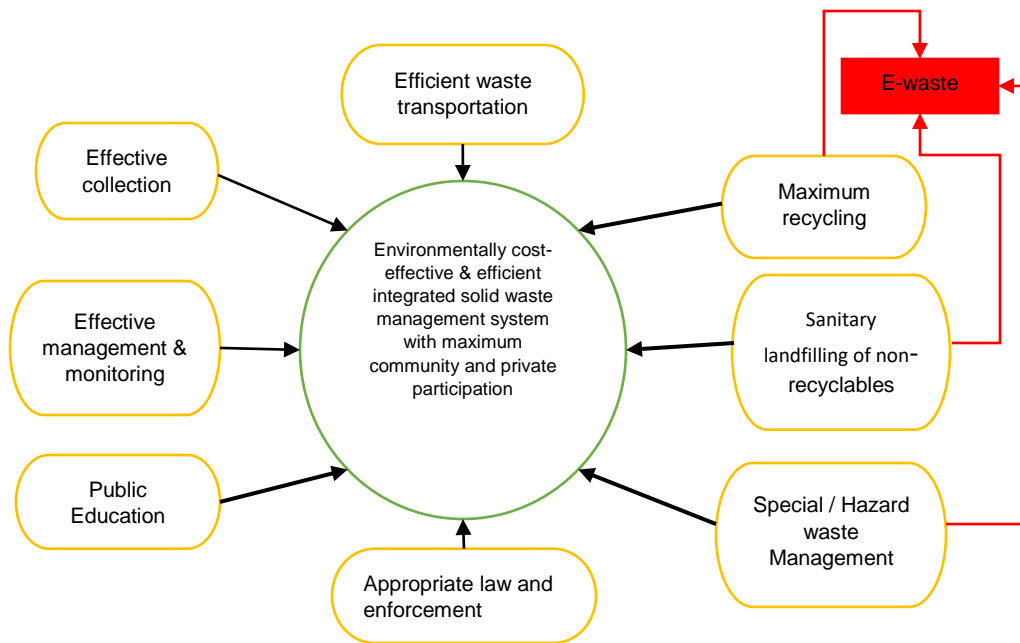 E-waste
Efficient waste
transportation
Effective
collection
Maximum
recycling
Environmentally cost-
effective & efficient
integrated solid waste
management system
with maximum
community and private
participation
Effective
management &
monitoring
Sanitary
landfilling of non-
recyclables
Public
Education
Special / Hazard
waste
Management
Appropriate law and
enforcement